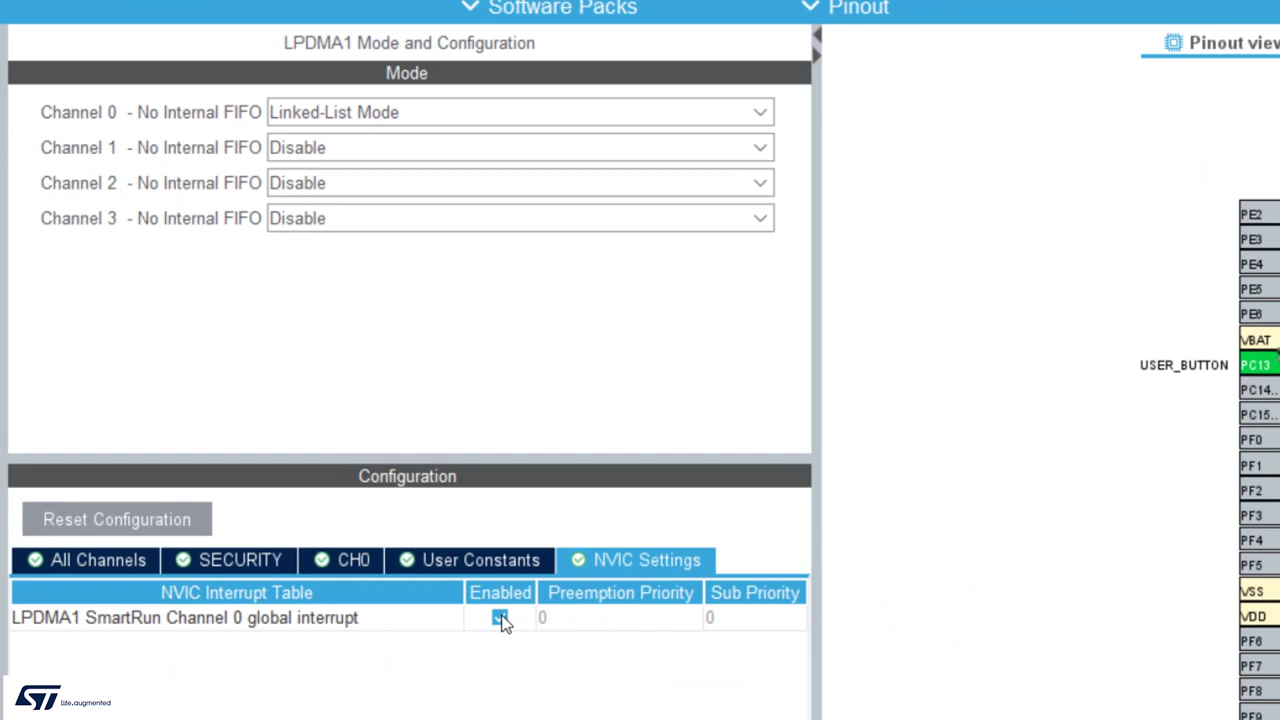 Software Packs
Pinout
LPDMA1 Mode and Configuration
Pinout view
Mode
Channel 0 - No Internal FIFO Linked-List Mode
Channel 1 - No Internal FIFO Disable
Channel 2 - No Internal FIFO Disable
Channel 3 - No Internal FIFO Disable
Configuration
Reset Configuration
All Channels SECURITY CH0 User Constants NVIC Settings
NVIC Interrupt Table Enabled Preemption Priority Sub Priority
LPDMA1 SmartRun Channel 0 global interrupt 0 0
PE2
PE3
PE4
PE5
PE6
VBAT
USER_BUTTON PC13
PC14..
PC15..
PF0
PF1
PF2
PF3
PF4
PF5
VSS
VDD
PF6
PF7
PF8
PF9
ST life.augmented